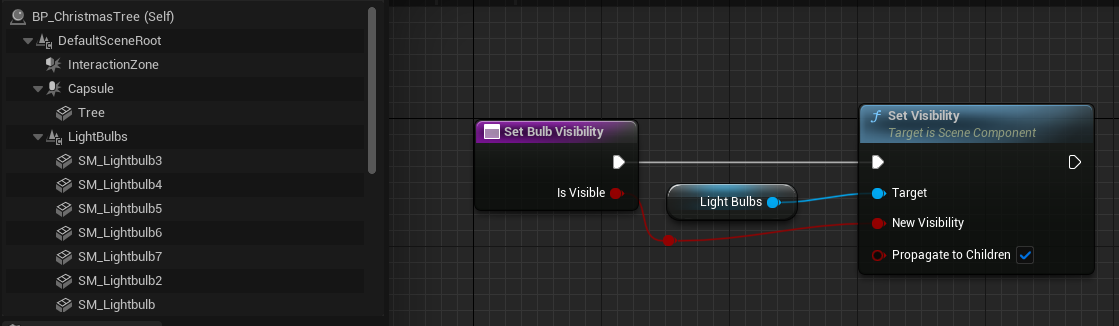 BP_ChristmasTree (Self)
DefaultSceneRoot
InteractionZone
Capsule
Tree
LightBulbs
SM_Lightbulb3
SM_Lightbulb4
SM_Lightbulb5
SM_Lightbulb6
SM_Lightbulb7
SM_Lightbulb2
SM_Lightbulb
Set Bulb Visibility
Is Visible
Light Bulbs
f Set Visibility
Target is Scene Component
Target
New Visibility
Propagate to Children